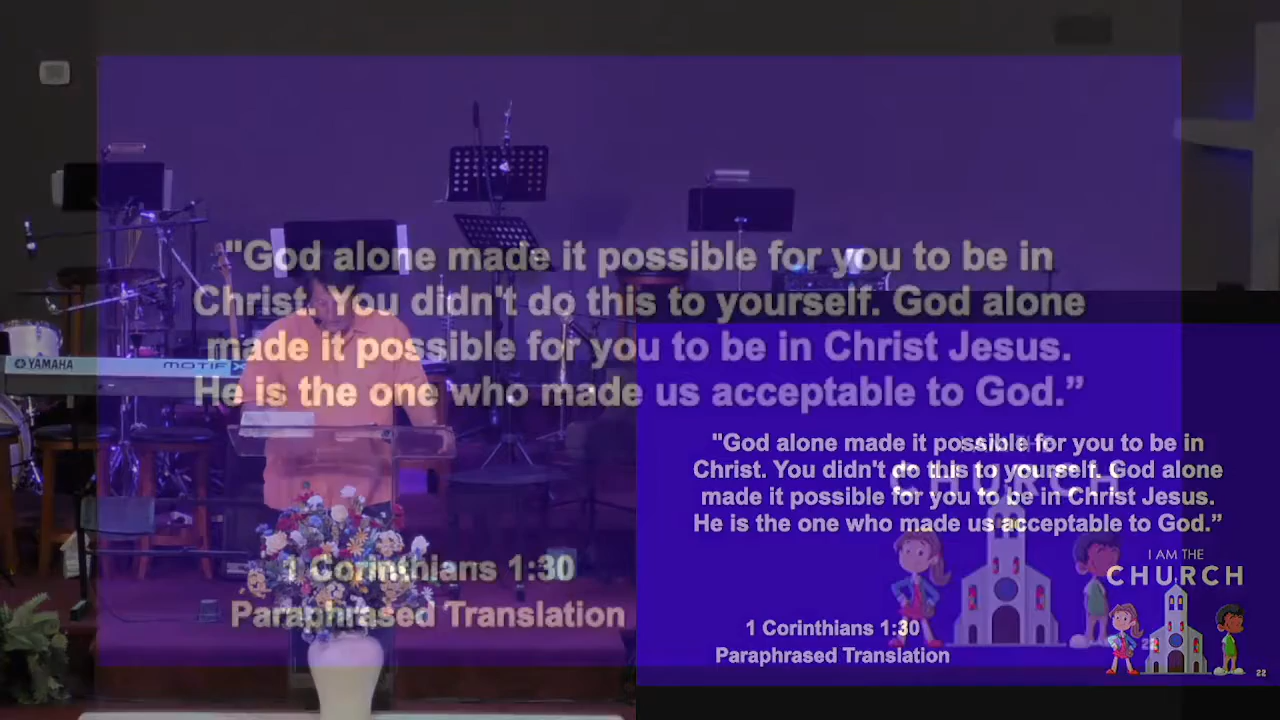 "God alone made it possible for you to be in
Christ. You didn't do this to yourself. God alone
made it possible for you to be in Christ Jesus.
He is the one who made us acceptable to God.”
1 Corinthians 1:30
Paraphrased Translation
YAMAHA
MOTIF X
"God alone made it possible for you to be in
Christ. You didn't do this to yourself. God alone
made it possible for you to be in Christ Jesus.
He is the one who made us acceptable to God.”
CHURCH
I AM THE
CHURCH
1 Corinthians 1:30
Paraphrased Translation
22
22